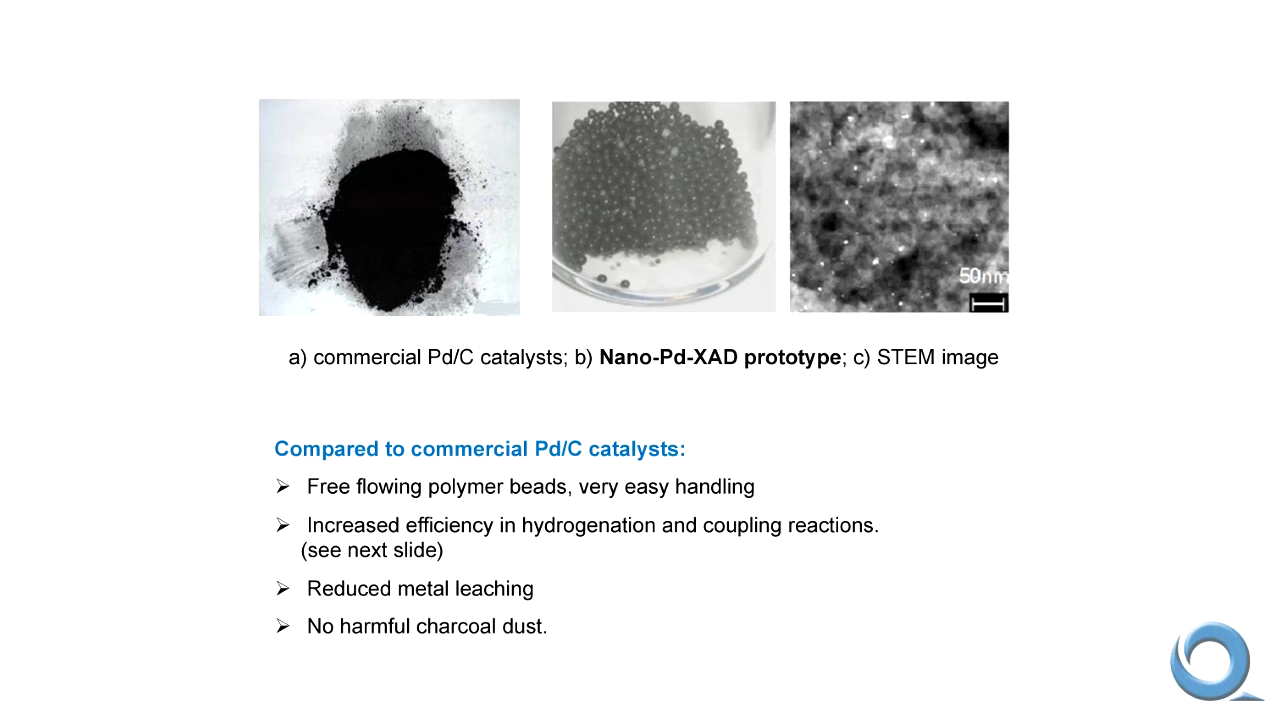 50nm
a) commercial Pd/C catalysts; b) Nano-Pd-XAD prototype; c) STEM image
Compared to commercial Pd/C catalysts:
➢ Free flowing polymer beads, very easy handling
➢ Increased efficiency in hydrogenation and coupling reactions.
(see next slide)
➢ Reduced metal leaching
➢ No harmful charcoal dust.